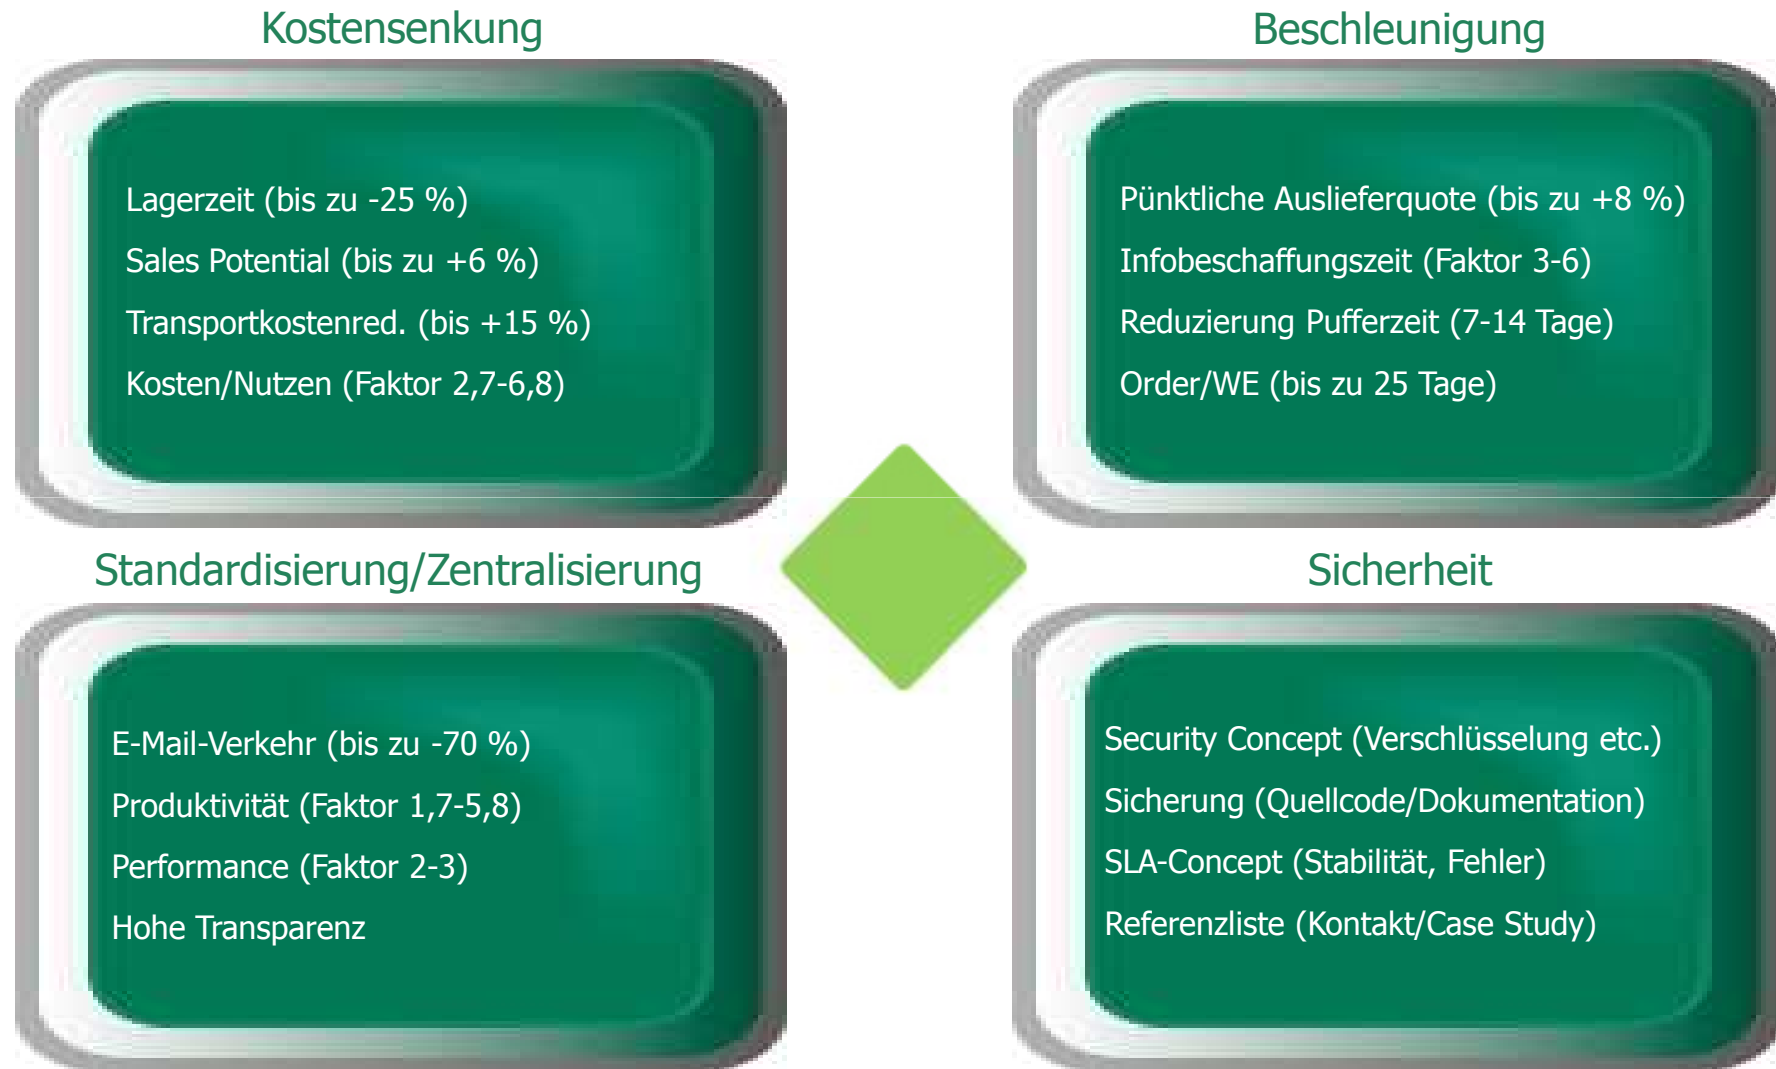 Kostensenkung
Lagerzeit (bis zu -25 %)
Sales Potential (bis zu +6 %)
Transportkostenred. (bis +15 %)
Kosten/Nutzen (Faktor 2,7-6,8)
Beschleunigung
Pünktliche Auslieferquote (bis zu +8 %)
Infobeschaffungszeit (Faktor 3-6)
Reduzierung Pufferzeit (7-14 Tage)
Order/WE (bis zu 25 Tage)
Standardisierung/Zentralisierung
E-Mail-Verkehr (bis zu -70 %)
Produktivität (Faktor 1,7-5,8)
Performance (Faktor 2-3)
Hohe Transparenz
Sicherheit
Security Concept (Verschlüsselung etc.)
Sicherung (Quellcode/Dokumentation)
SLA-Concept (Stabilität, Fehler)
Referenzliste (Kontakt/Case Study)